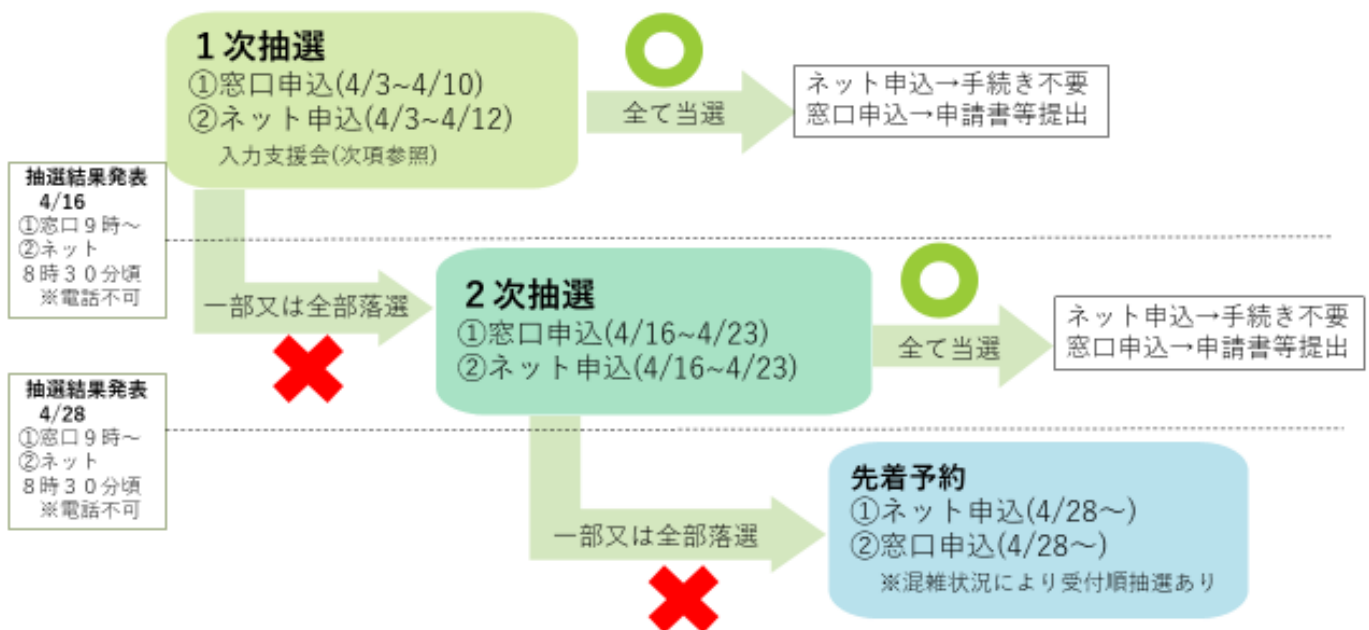 １次抽選
①窓口申込(4/3~4/10)
②ネット申込(4/3~4/12)
入力支援会(次項参照)
全て当選
ネット申込→手続き不要
窓口申込→申請書等提出
抽選結果発表
4/16
①窓口９時～
②ネット
８時３０分頃
※電話不可
一部又は全部落選
２次抽選
①窓口申込(4/16~4/23)
②ネット申込(4/16~4/23)
全て当選
ネット申込→手続き不要
窓口申込→申請書等提出
抽選結果発表
4/28
①窓口９時～
②ネット
８時３０分頃
※電話不可
一部又は全部落選
先着予約
①ネット申込(4/28～)
②窓口申込(4/28～)
※混雑状況により受付順抽選あり